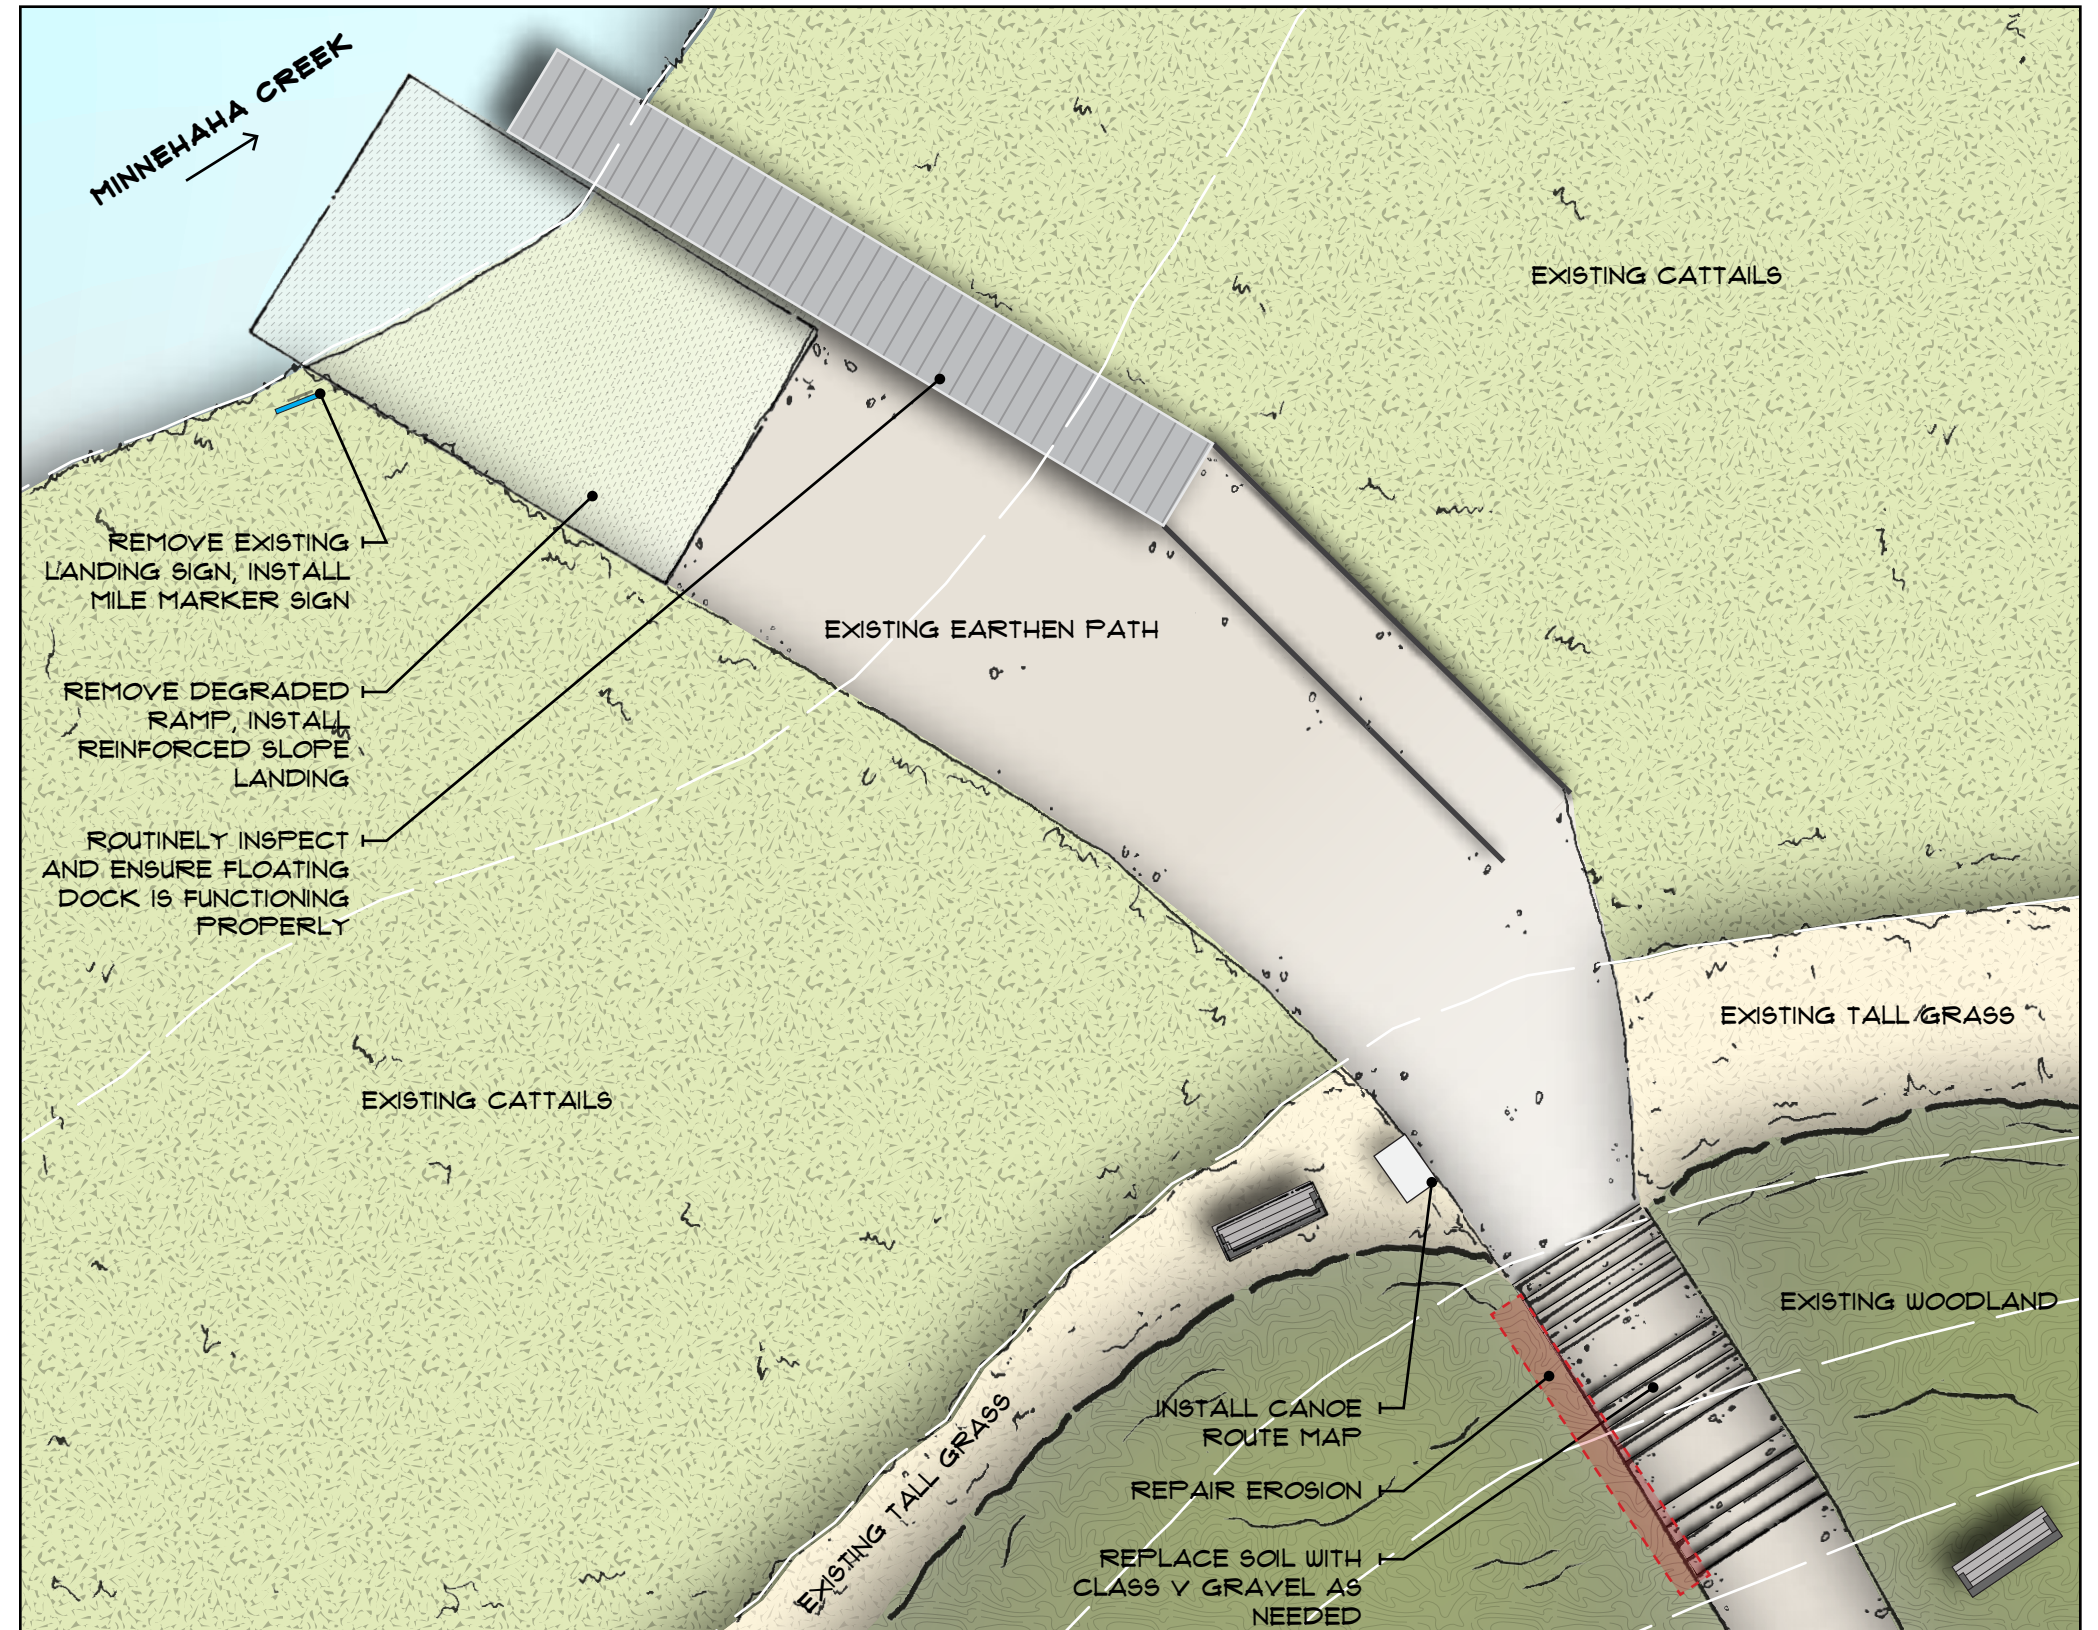 MINNEHAHA CREEK
EXISTING CATTAILS
REMOVE EXISTING
LANDING SIGN, INSTALL
MILE MARKER SIGN
EXISTING EARTHEN PATH
REMOVE DEGRADED
RAMP, INSTALL
REINFORCED SLOPE
LANDING
ROUTINELY INSPECT
AND ENSURE FLOATING
DOCK IS FUNCTIONING
PROPERLY
EXISTING TALL GRASS
EXISTING CATTAILS
EXISTING WOODLAND
EXISTING TALL GRASS
INSTALL CANOE
ROUTE MAP
REPAIR EROSION
REPLACE SOIL WITH
CLASS V GRAVEL AS
NEEDED